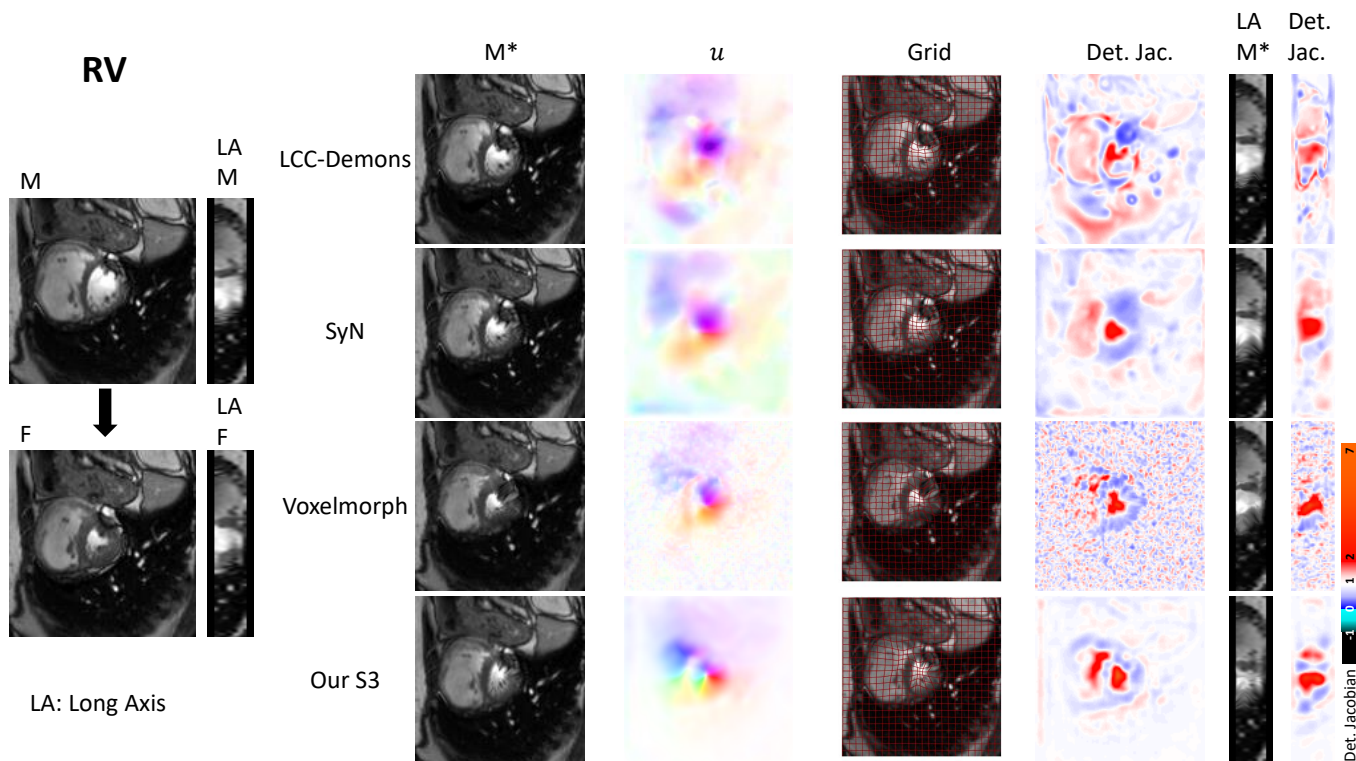 RV
M
LA
M
F
LA
F
LA: Long Axis
M*
u
Grid
Det. Jac.
LA
M*
Det.
Jac.
LCC-Demons
SyN
Voxelmorph
Our S3
7
2
1
0
-1
Det. Jacobian